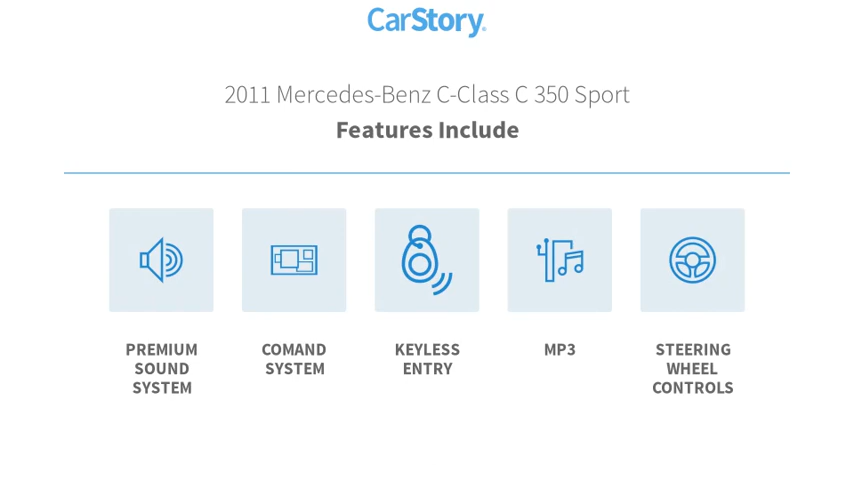 CarStory®
2011 Mercedes-Benz C-Class C 350 Sport
Features Include
PREMIUM
SOUND
SYSTEM
COMAND
SYSTEM
KEYLESS
ENTRY
MP3
STEERING
WHEEL
CONTROLS